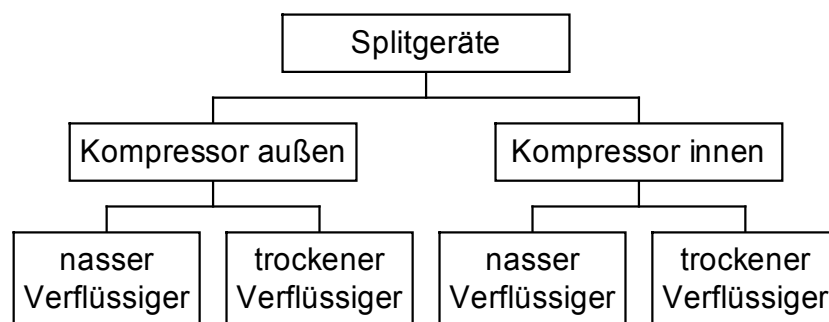 Splitgeräte
Kompressor außen
Kompressor innen
nasser
Verflüssiger
trockener
Verflüssiger
nasser
Verflüssiger
trockener
Verflüssiger